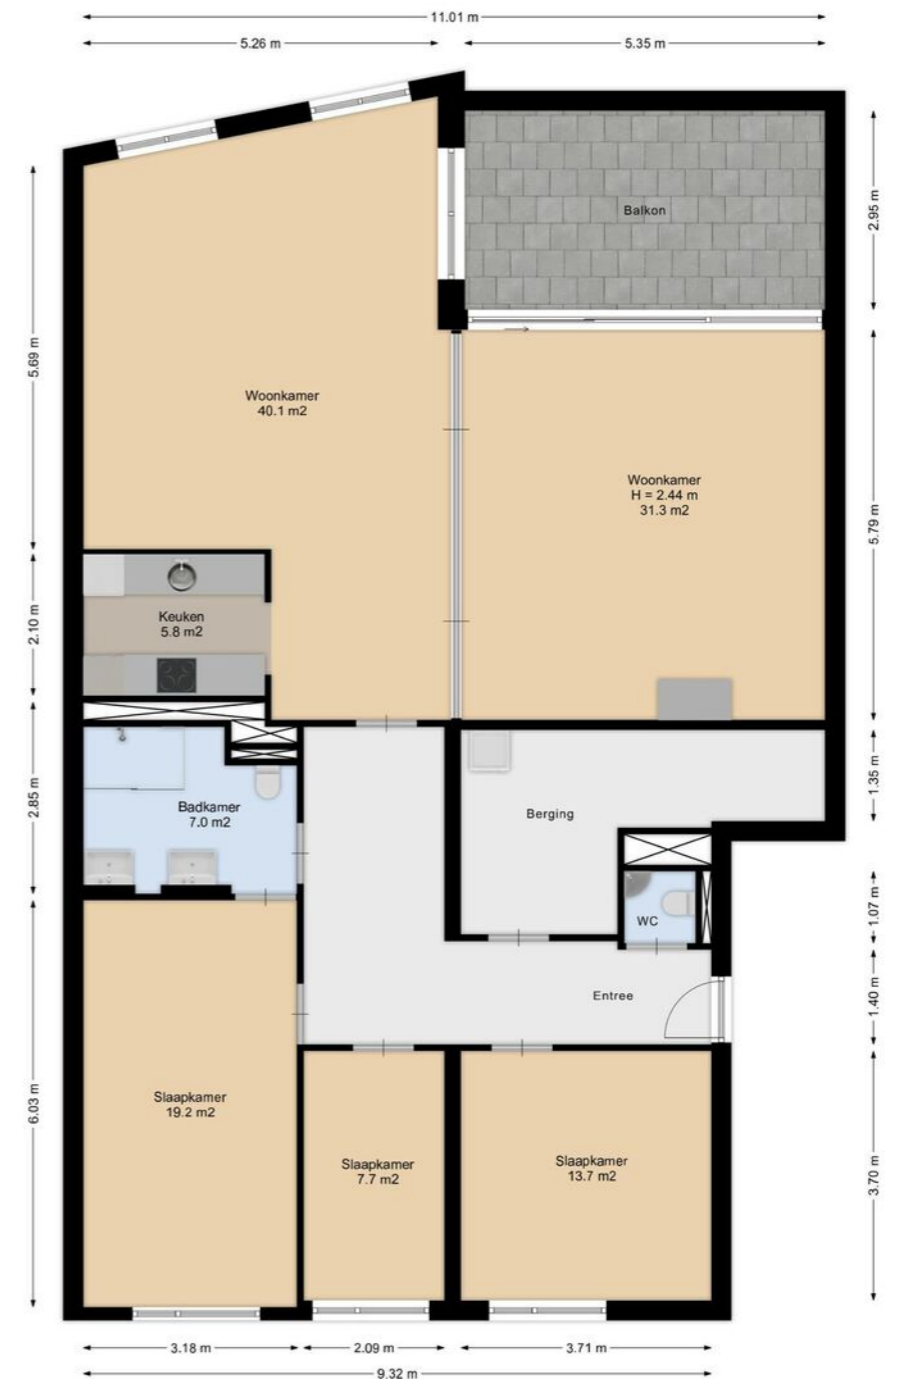 11.01 m
5.26 m
5.35 m
2.95 m
Balkon
5.69 m
Woonkamer
40.1 m2
Woonkamer
H = 2.44 m
31.3 m2
5.79 m
Keuken
5.8 m2
2.10 m
2.85 m
Badkamer
7.0 m2
Berging
1.35 m
WC
1.07 m
Entree
1.40 m
6.03 m
Slaapkamer
19.2 m2
Slaapkamer
7.7 m2
Slaapkamer
13.7 m2
3.70 m
3.18 m
2.09 m
3.71 m
9.32 m